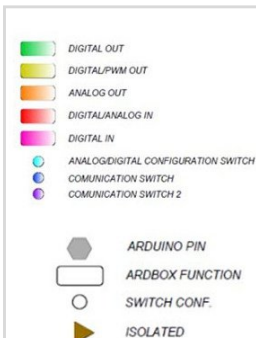 DIGITAL OUT
DIGITAL/PWM OUT
ANALOG OUT
DIGITAL/ANALOG IN
DIGITAL IN
ANALOG/DIGITAL CONFIGURATION SWITCH
COMUNICATION SWITCH
COMUNICATION SWITCH 2
ARDUINO PIN
ARDBOX FUNCTION
SWITCH CONF.
ISOLATED